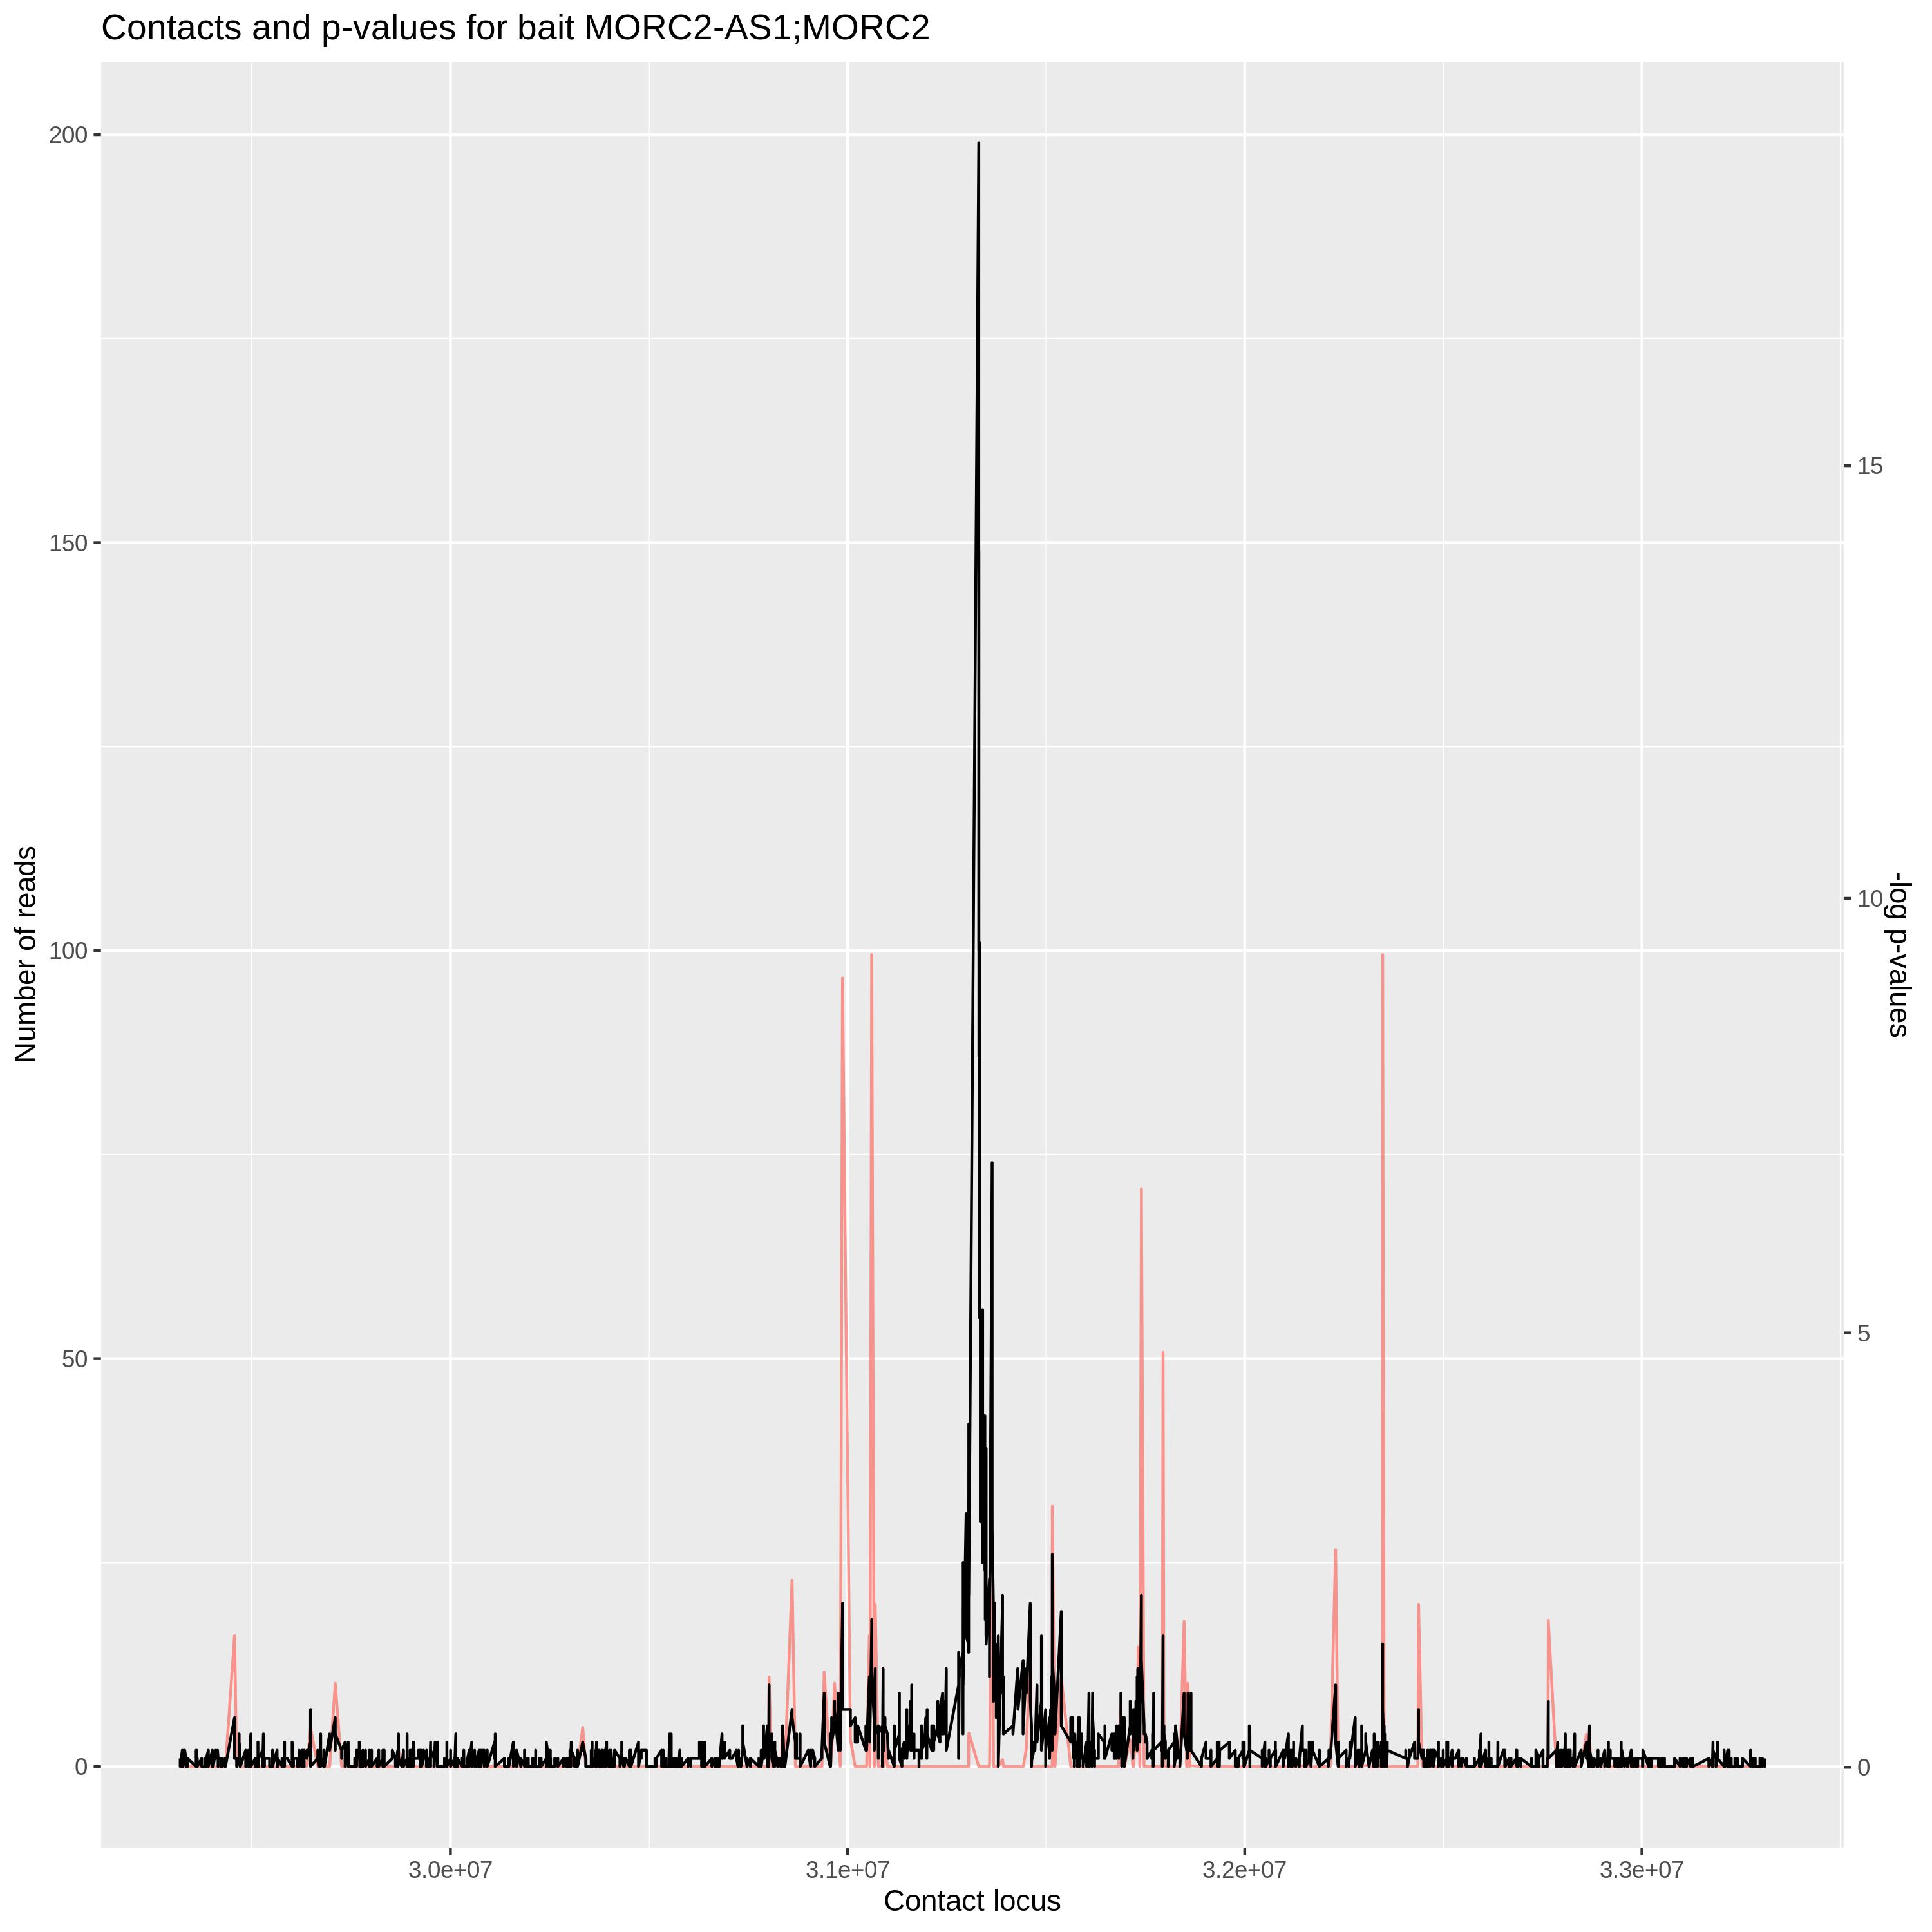 Contacts and p-values for bait MORC2-AS1;MORC2
200
150
100
50
0
Number of reads
15
10
5
0
-log p-values
3.0e+07
3.1e+07
3.2e+07
3.3e+07
Contact locus